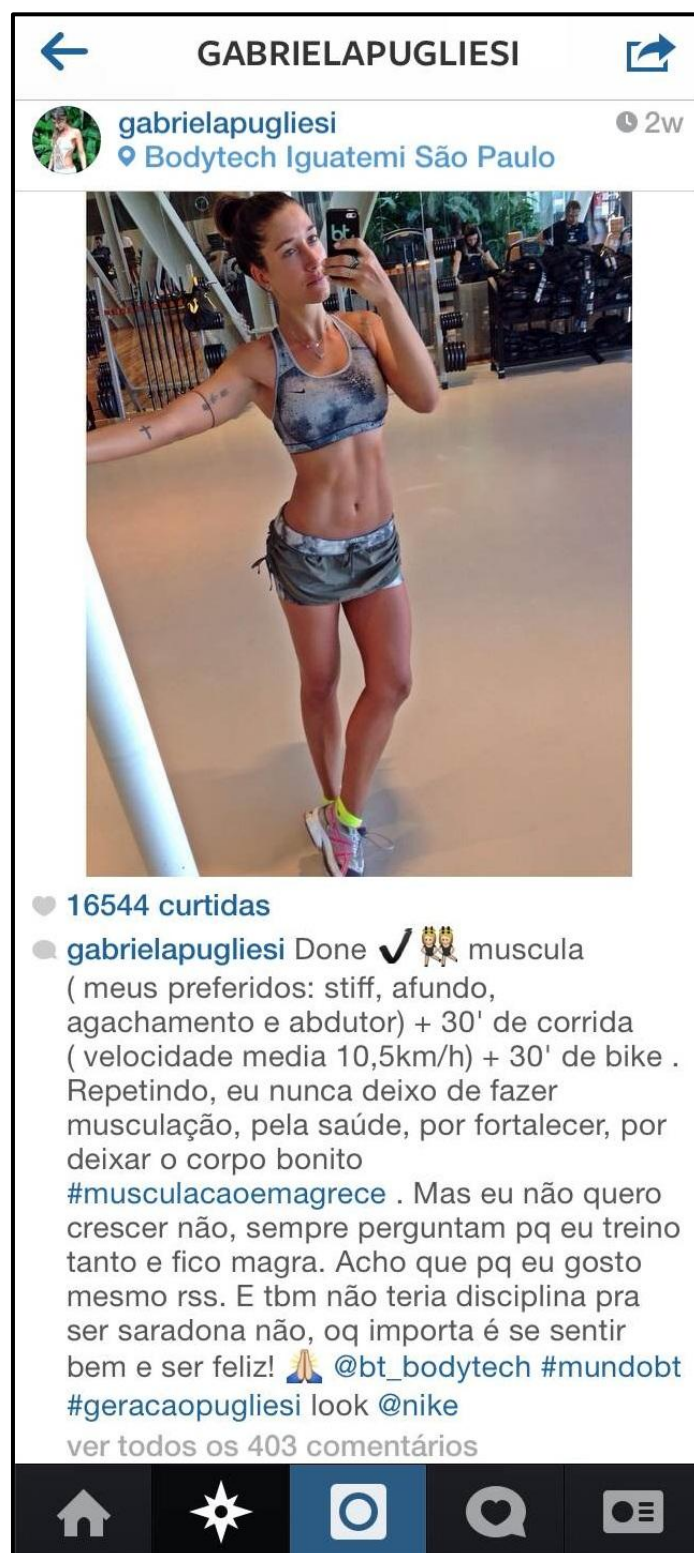 GABRIELAPUGLIESI
gabrielapugliesi
2w
Bodytech Iguatemi São Paulo
bt
16544 curtidas
gabrielapugliesi Done ✔️👯 muscula
( meus preferidos: stiff, afundo,
agachamento e abdutor) + 30' de corrida
( velocidade media 10,5km/h) + 30' de bike .
Repetindo, eu nunca deixo de fazer
musculação, pela saúde, por fortalecer, por
deixar o corpo bonito
#musculacaoemagrece . Mas eu não quero
crescer não, sempre perguntam pq eu treino
tanto e fico magra. Acho que pq eu gosto
mesmo rss. E tbm não teria disciplina pra
ser saradona não, oq importa é se sentir
bem e ser feliz! 🙏 @bt_bodytech #mundobt
#geracaopugliesi look @nike
ver todos os 403 comentários